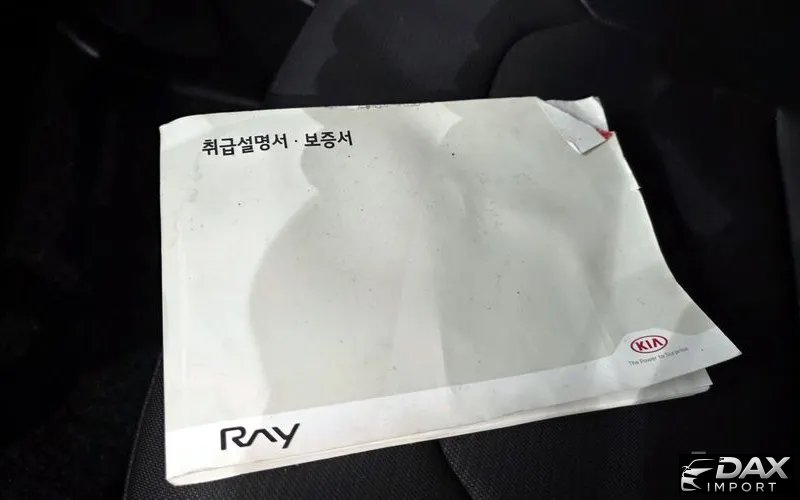 취급설명서 · 보증서
KIA
The Power to Surprise
RAY
DAX
IMPORT